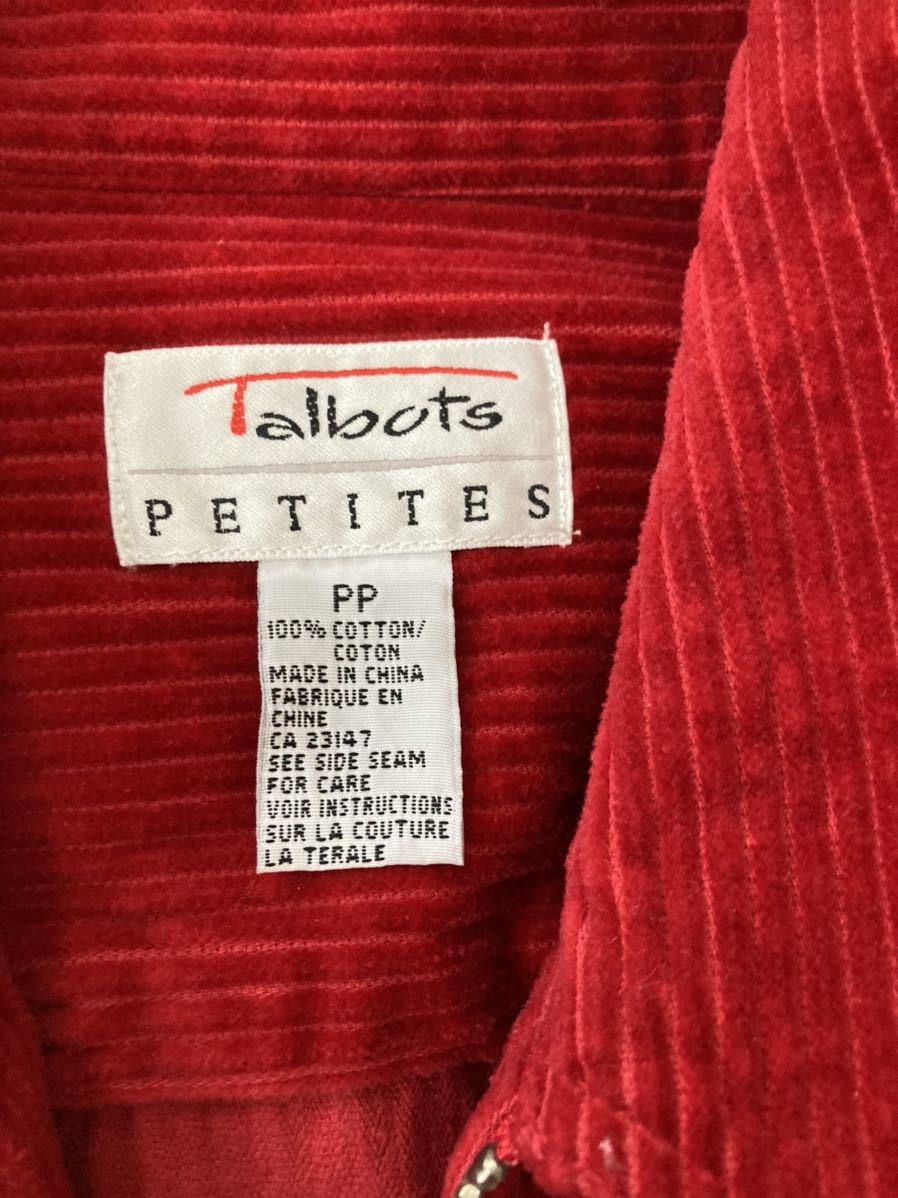 Talbots
PETITES
PP
100% COTTON/
COTON
MADE IN CHINA
FABRIQUE EN
CHINE
CA 23147
SEE SIDE SEAM
FOR CARE
VOIR INSTRUCTIONS
SUR LA COUTURE
LA TERALE